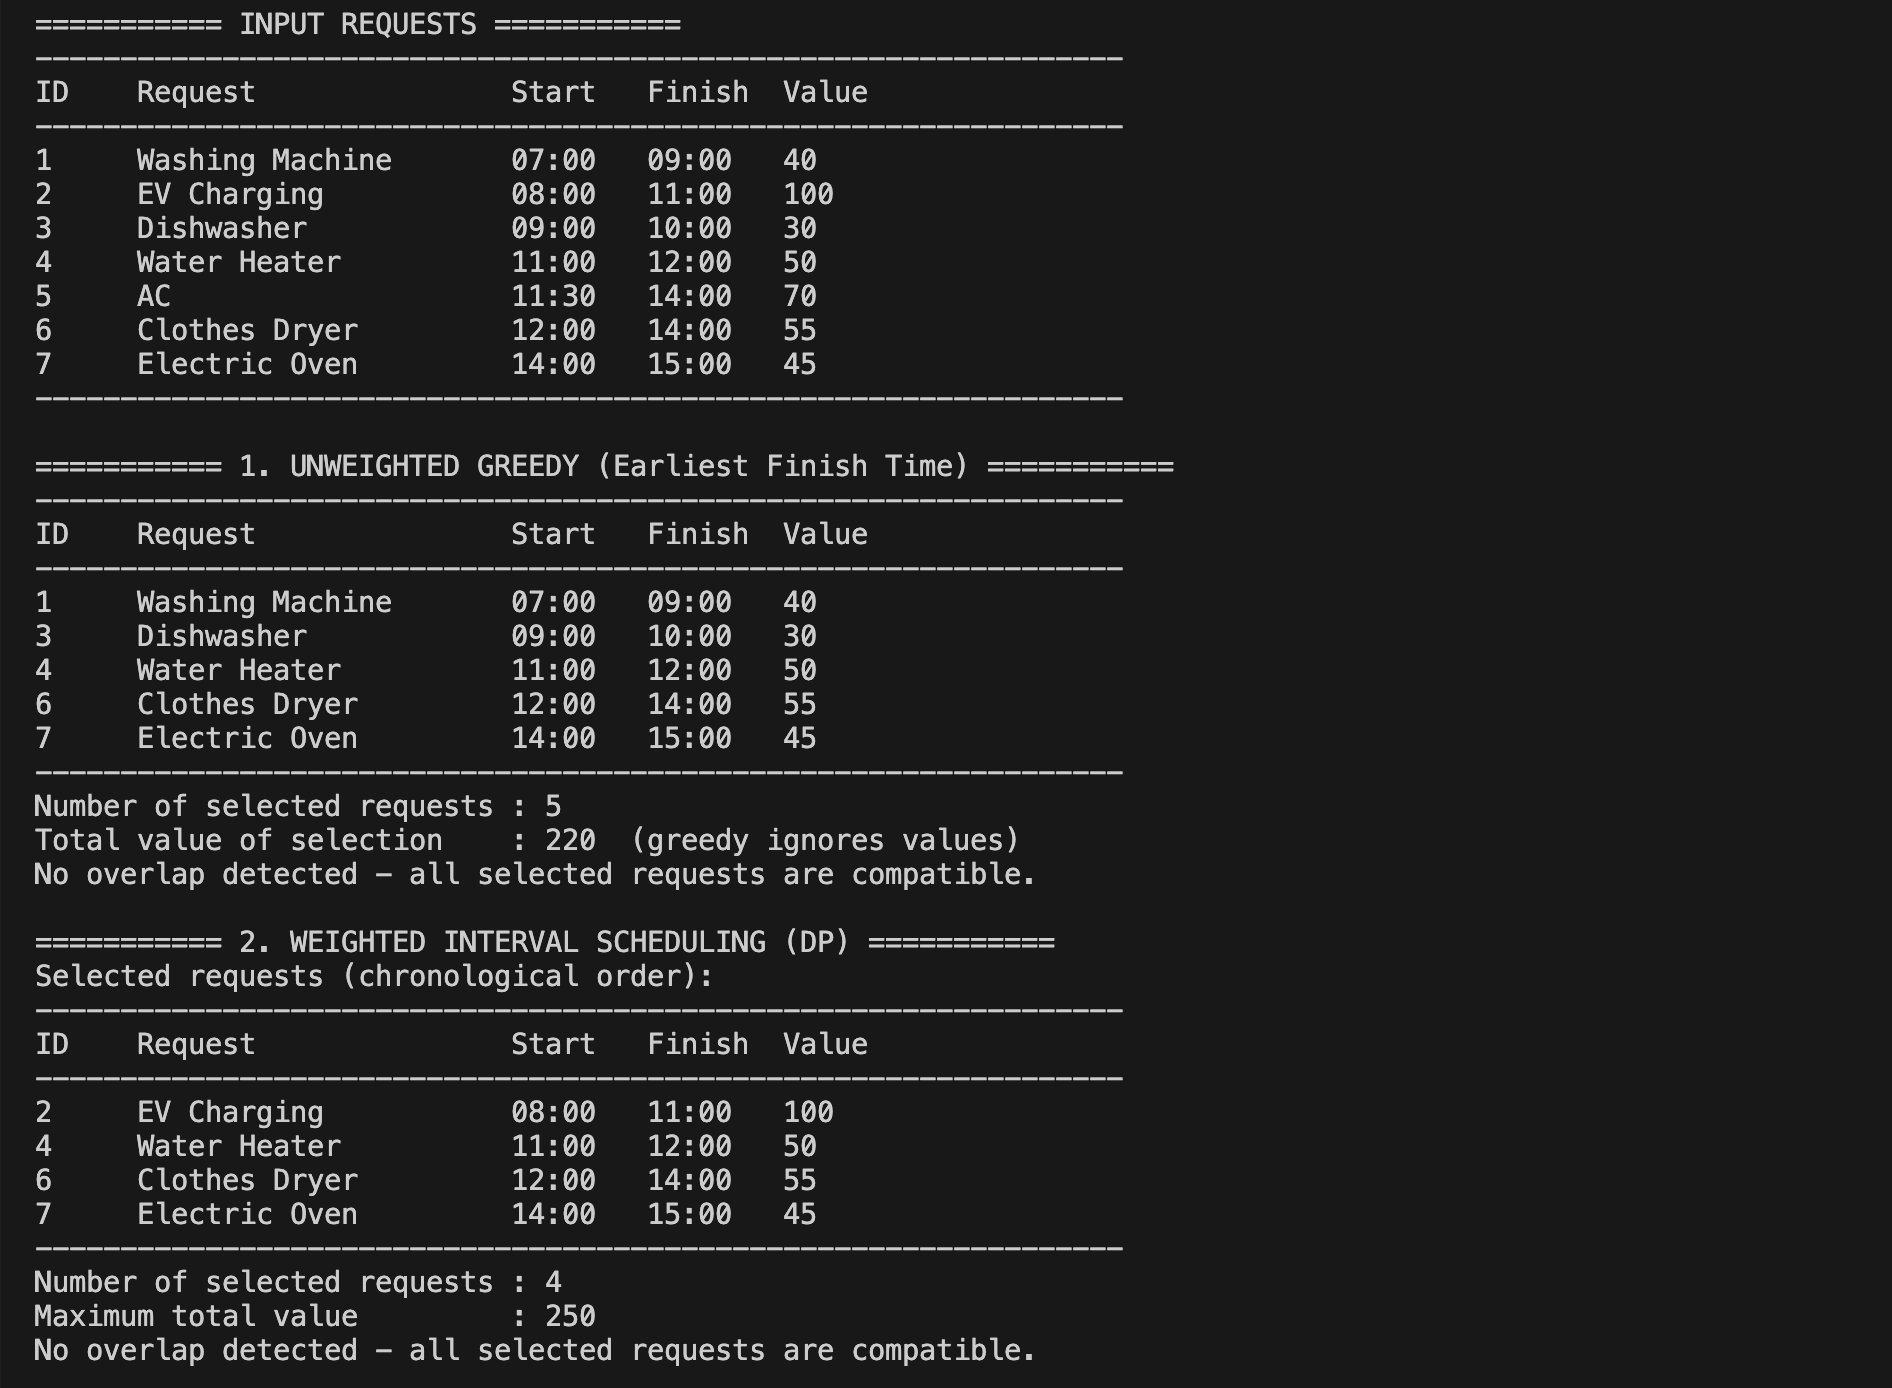 =========== INPUT REQUESTS ===========
----------------------------------------------------------------
ID    Request               Start   Finish  Value
----------------------------------------------------------------
1     Washing Machine       07:00   09:00   40
2     EV Charging           08:00   11:00   100
3     Dishwasher            09:00   10:00   30
4     Water Heater          11:00   12:00   50
5     AC                    11:30   14:00   70
6     Clothes Dryer         12:00   14:00   55
7     Electric Oven         14:00   15:00   45
----------------------------------------------------------------

=========== 1. UNWEIGHTED GREEDY (Earliest Finish Time) ===========
----------------------------------------------------------------
ID    Request               Start   Finish  Value
----------------------------------------------------------------
1     Washing Machine       07:00   09:00   40
3     Dishwasher            09:00   10:00   30
4     Water Heater          11:00   12:00   50
6     Clothes Dryer         12:00   14:00   55
7     Electric Oven         14:00   15:00   45
----------------------------------------------------------------
Number of selected requests : 5
Total value of selection    : 220  (greedy ignores values)
No overlap detected – all selected requests are compatible.

=========== 2. WEIGHTED INTERVAL SCHEDULING (DP) ===========
Selected requests (chronological order):
----------------------------------------------------------------
ID    Request               Start   Finish  Value
----------------------------------------------------------------
2     EV Charging           08:00   11:00   100
4     Water Heater          11:00   12:00   50
6     Clothes Dryer         12:00   14:00   55
7     Electric Oven         14:00   15:00   45
----------------------------------------------------------------
Number of selected requests : 4
Maximum total value         : 250
No overlap detected – all selected requests are compatible.